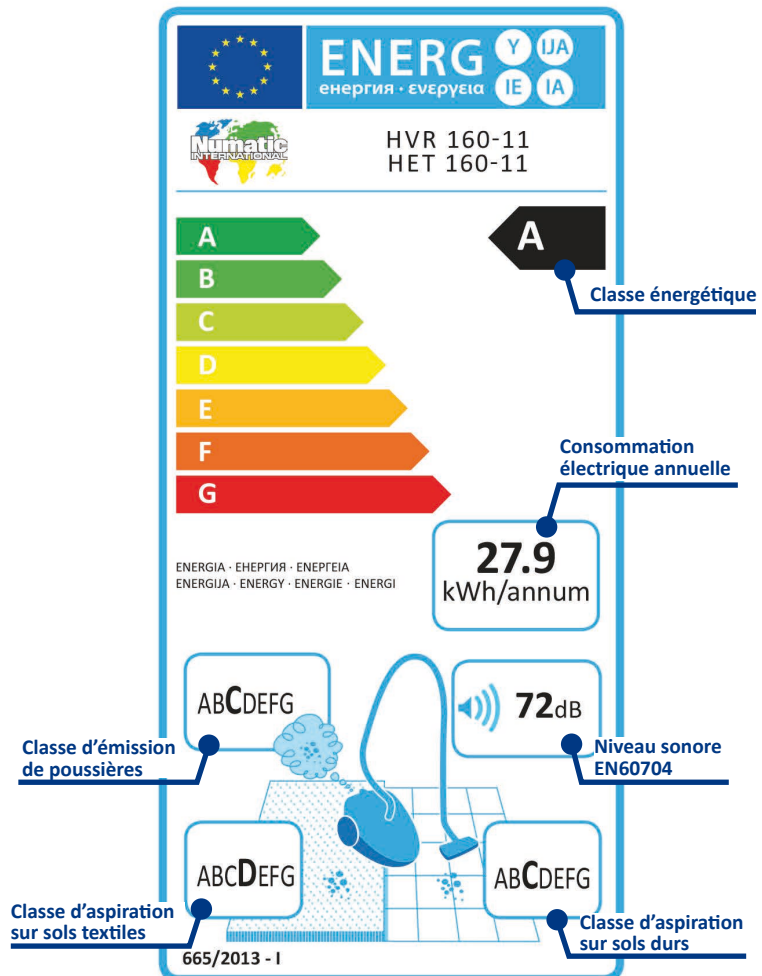 ENERG
Y
IJA
IE
IA
енергия · ενεργεια
Numatic
INTERNATIONAL
HVR 160-11
HET 160-11
A
A
B
C
D
E
F
G
Classe énergétique
Consommation
électrique annuelle
27.9
kWh/annum
ENERGIA · ЕНЕРГИЯ · ΕΝΕΡΓΕΙΑ
ENERGIJA · ENERGY · ENERGIE · ENERGI
ABCDEFG
72dB
Classe d’émission
de poussières
Niveau sonore
EN60704
ABCDEFG
ABCDEFG
Classe d’aspiration
sur sols textiles
Classe d’aspiration
sur sols durs
665/2013 - I